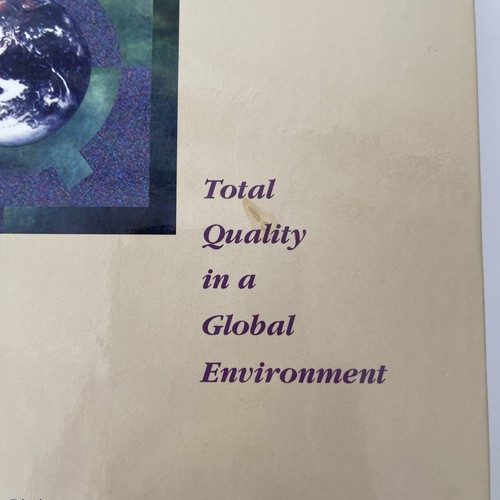 Total
Quality
in a
Global
Environment